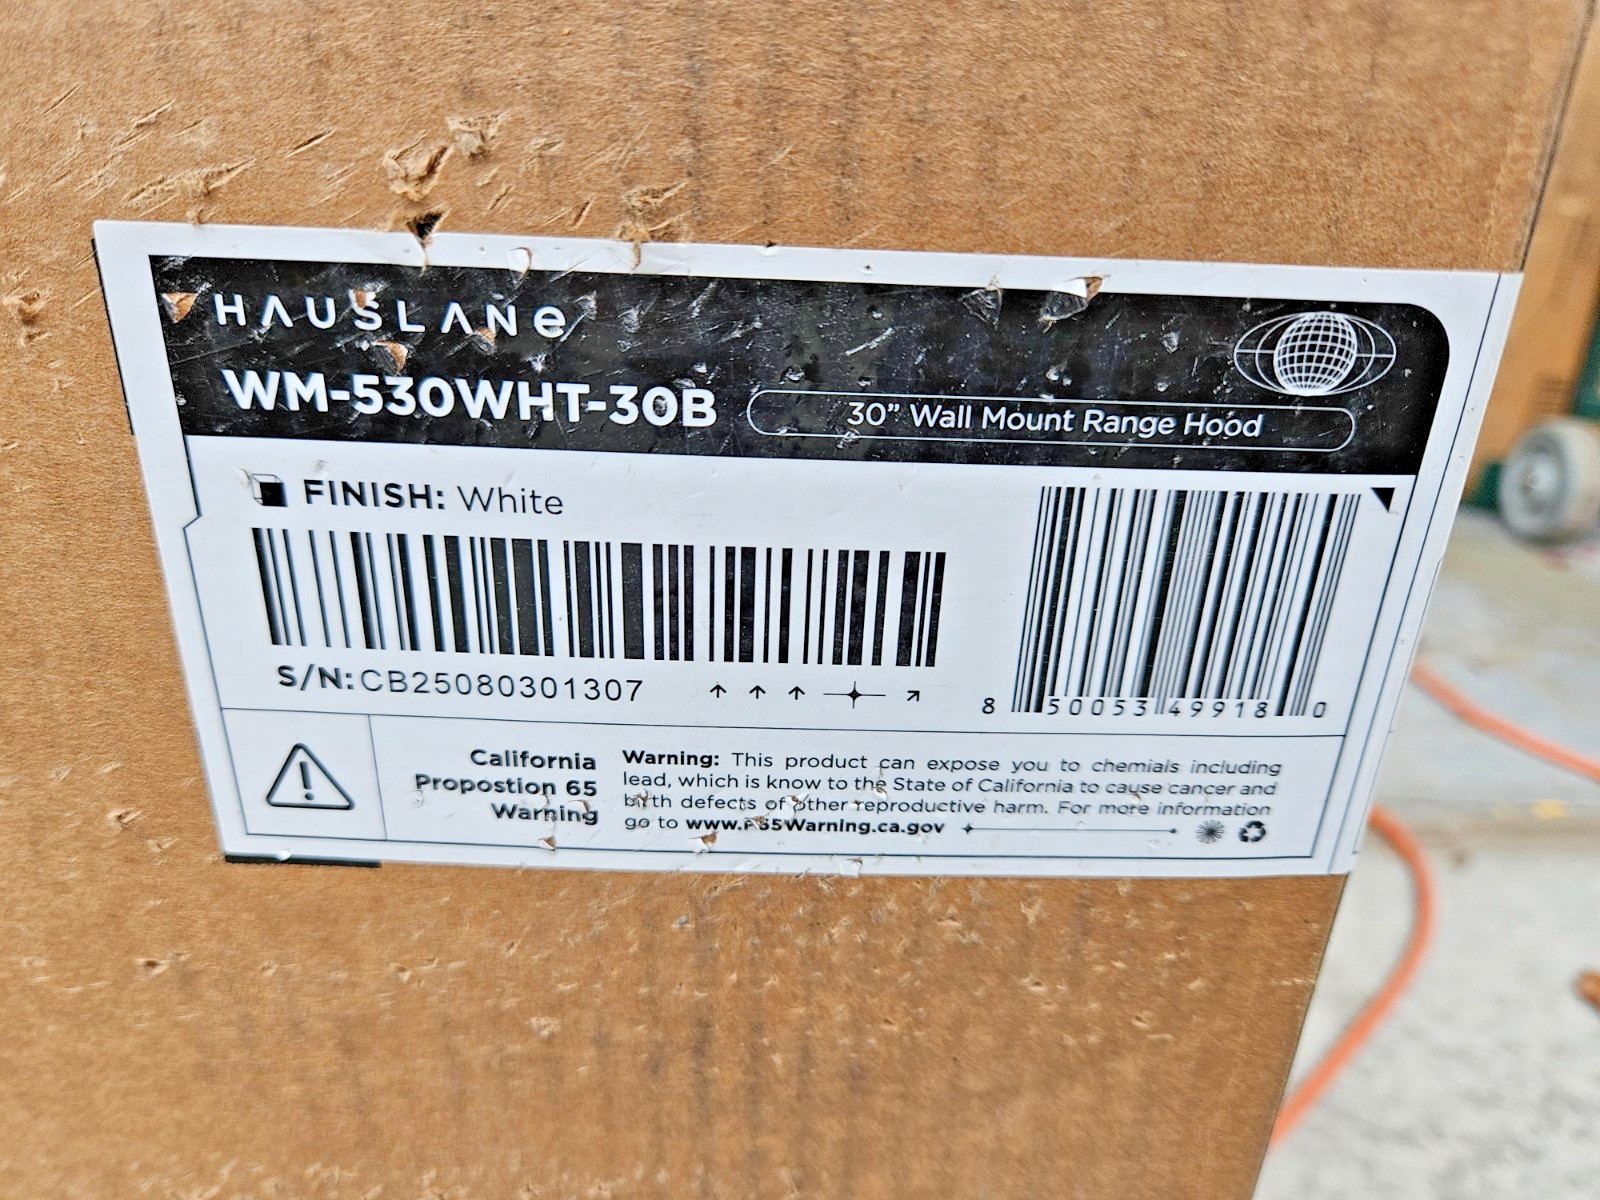 HAUSLANe
WM-530WHT-30B
30” Wall Mount Range Hood
FINISH: White
S/N:CB25080301307
8 50053 49918 0
California
Propostion 65
Warning
Warning: This product can expose you to chemials including
lead, which is know to the State of California to cause cancer and
birth defects of other reproductive harm. For more information
go to www.P65Warning.ca.gov